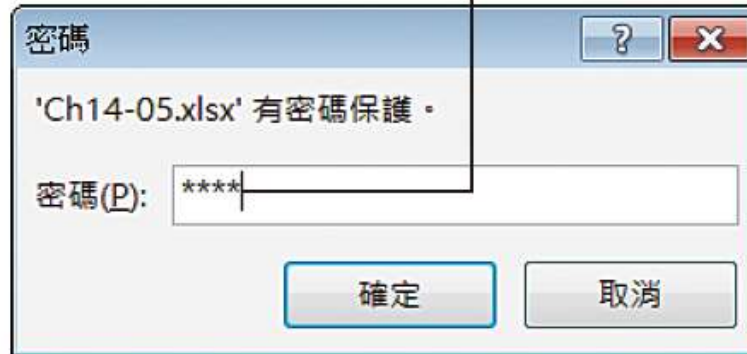 密碼
?
'Ch14-05.xlsx' 有密碼保護。
密碼(P): ****
確定 取消